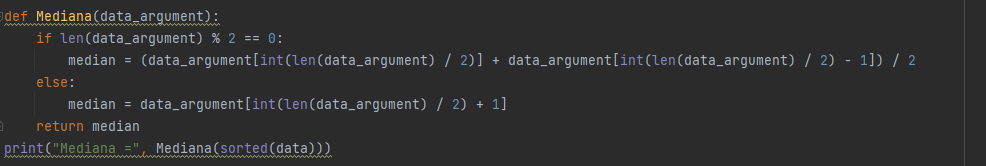 def Mediana(data_argument):
    if len(data_argument) % 2 == 0:
        median = (data_argument[int(len(data_argument) / 2)] + data_argument[int(len(data_argument) / 2) - 1]) / 2
    else:
        median = data_argument[int(len(data_argument) / 2) + 1]
    return median
print("Mediana =", Mediana(sorted(data)))